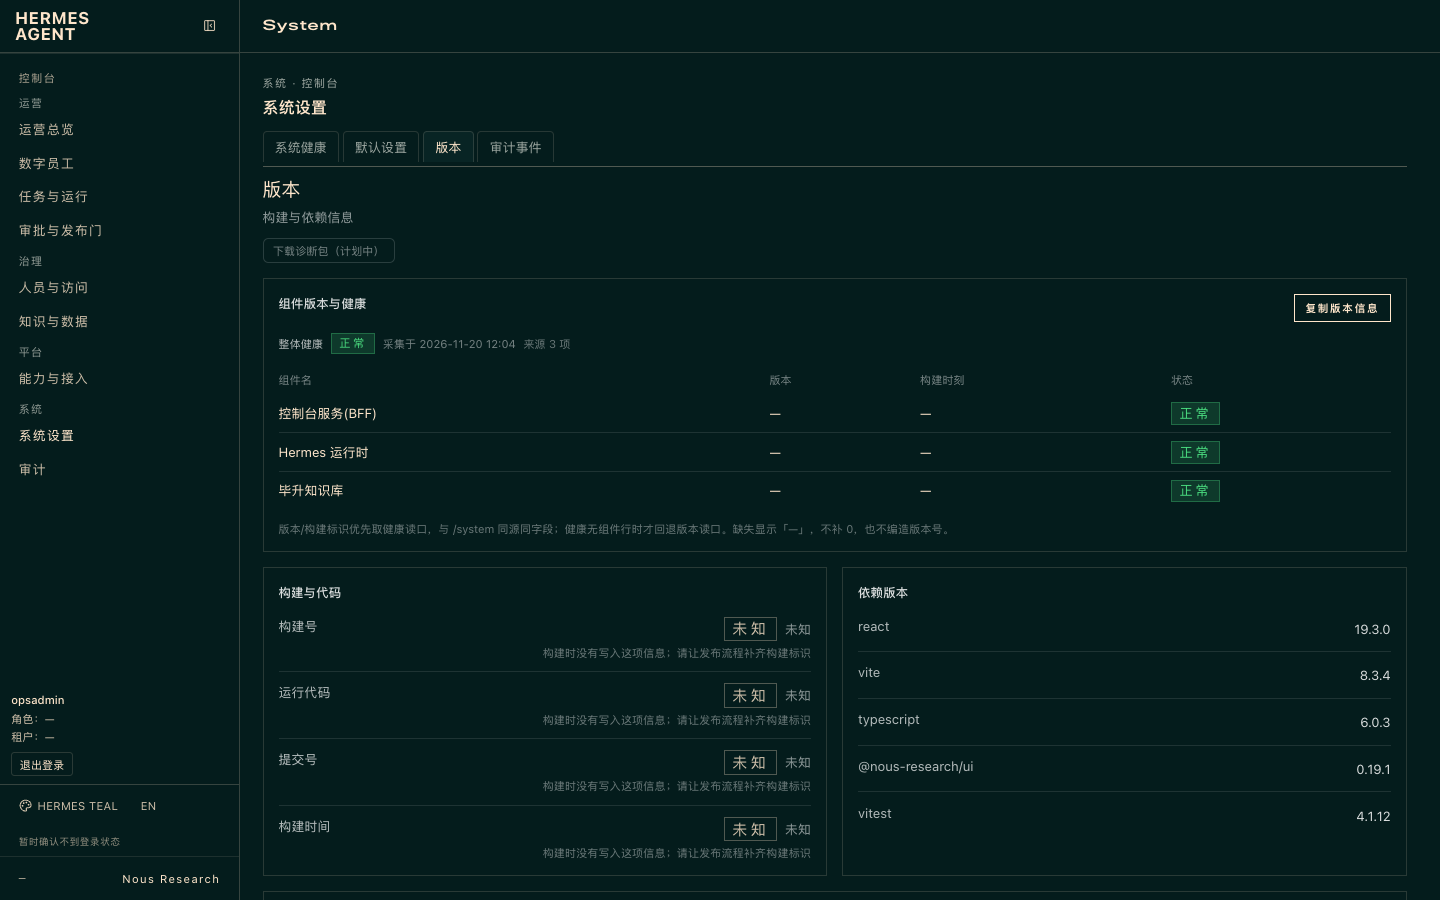 HERMES
AGENT
System
控制台
运营
运营总览
数字员工
任务与运行
审批与发布门
治理
人员与访问
知识与数据
平台
能力与接入
系统
系统设置
审计
opsadmin
角色：—
租户：—
退出登录
HERMES TEAL EN
暂时确认不到登录状态
— Nous Research
系统 · 控制台
系统设置
系统健康 默认设置 版本 审计事件
版本
构建与依赖信息
下载诊断包（计划中）
组件版本与健康
复制版本信息
整体健康 正常 采集于 2026-11-20 12:04 来源 3 项
组件名 版本 构建时刻 状态
控制台服务(BFF) — — 正常
Hermes 运行时 — — 正常
毕升知识库 — — 正常
版本/构建标识优先取健康读口，与 /system 同源同字段；健康无组件行时才回退版本读口。缺失显示「—」，不补 0，也不编造版本号。
构建与代码
构建号 未知 未知
构建时没有写入这项信息；请让发布流程补齐构建标识
运行代码 未知 未知
构建时没有写入这项信息；请让发布流程补齐构建标识
提交号 未知 未知
构建时没有写入这项信息；请让发布流程补齐构建标识
构建时间 未知 未知
构建时没有写入这项信息；请让发布流程补齐构建标识
依赖版本
react 19.3.0
vite 8.3.4
typescript 6.0.3
@nous-research/ui 0.19.1
vitest 4.1.12